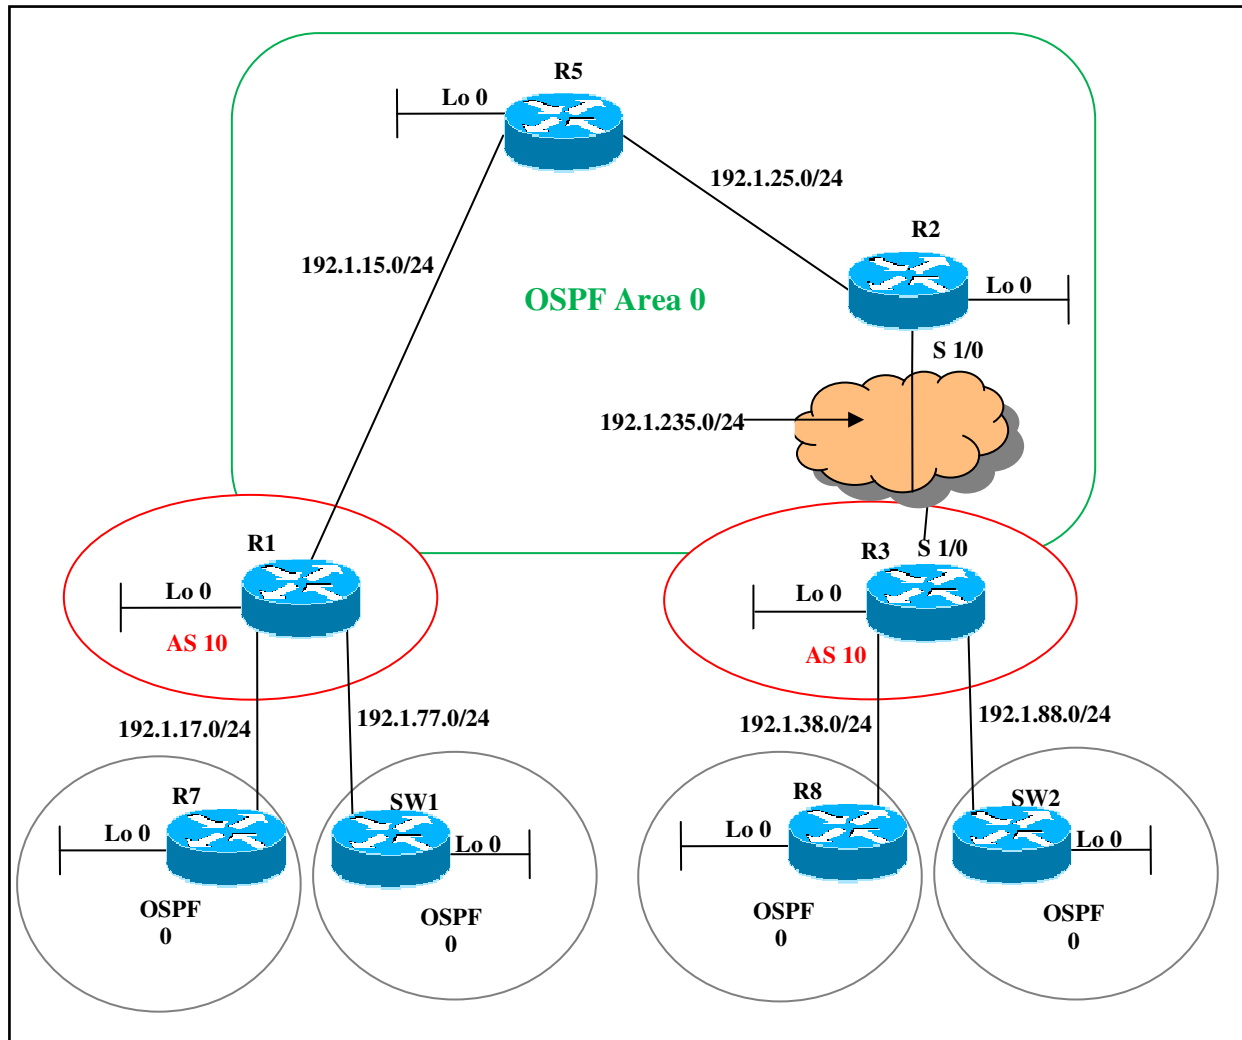 R5
Lo 0
192.1.25.0/24
R2
192.1.15.0/24
Lo 0
OSPF Area 0
S 1/0
192.1.235.0/24
R1
R3
S 1/0
Lo 0
Lo 0
AS 10
AS 10
192.1.17.0/24
192.1.77.0/24
192.1.38.0/24
192.1.88.0/24
R7
SW1
R8
SW2
Lo 0
Lo 0
Lo 0
Lo 0
OSPF
0
OSPF
0
OSPF
0
OSPF
0